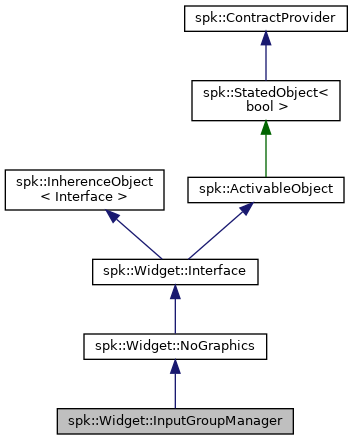 spk::ContractProvider
spk::StatedObject<
bool >
spk::InherenceObject
< Interface >
spk::ActivableObject
spk::Widget::Interface
spk::Widget::NoGraphics
spk::Widget::InputGroupManager